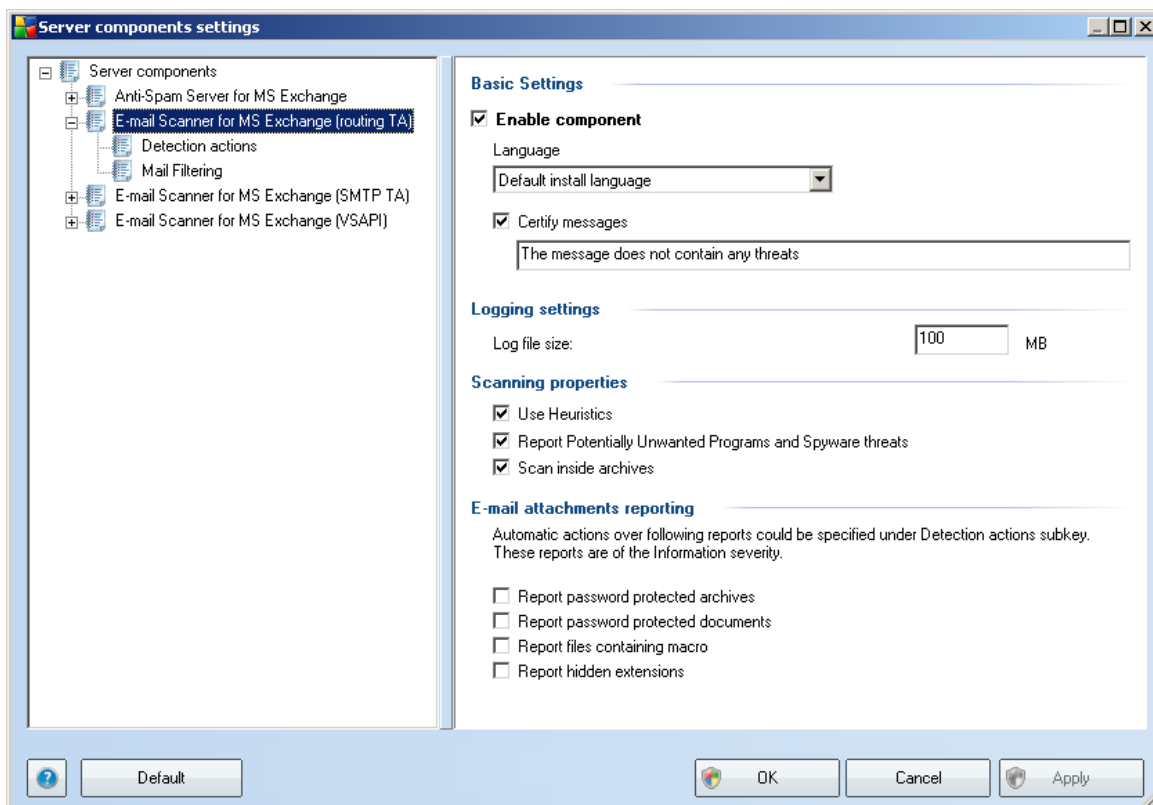 Server components settings
Server components
Anti-Spam Server for MS Exchange
E-mail Scanner for MS Exchange (routing TA)
Detection actions
Mail Filtering
E-mail Scanner for MS Exchange (SMTP TA)
E-mail Scanner for MS Exchange (VSAPI)
Basic Settings
Enable component
Language
Default install language
Certify messages
The message does not contain any threats
Logging settings
Log file size: 100 MB
Scanning properties
Use Heuristics
Report Potentially Unwanted Programs and Spyware threats
Scan inside archives
E-mail attachments reporting
Automatic actions over following reports could be specified under Detection actions subkey.
These reports are of the Information severity.
Report password protected archives
Report password protected documents
Report files containing macro
Report hidden extensions
Default
OK
Cancel
Apply